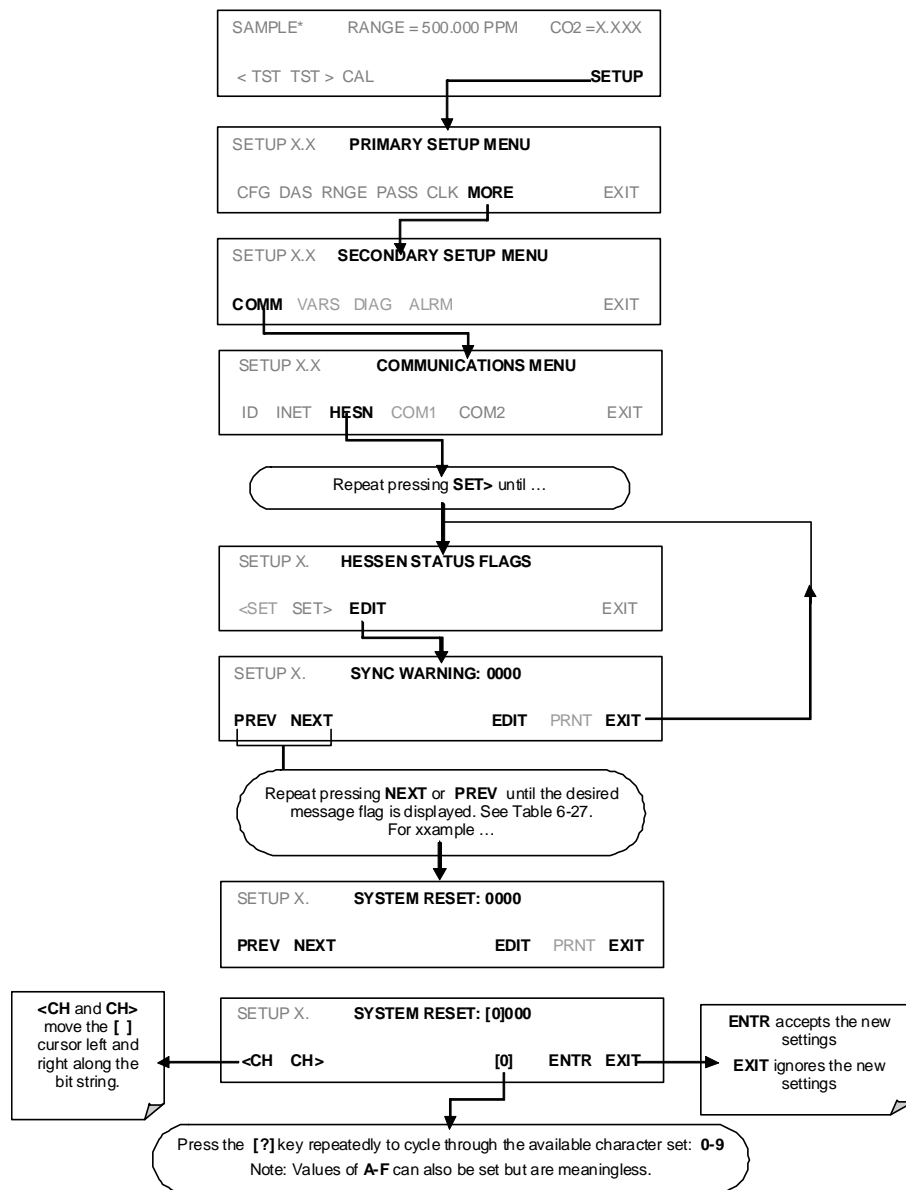 SAMPLE* RANGE = 500.000 PPM CO2 =X.XXX
< TST TST > CAL SETUP
SETUP X.X PRIMARY SETUP MENU
CFG DAS RNGE PASS CLK MORE EXIT
SETUP X.X SECONDARY SETUP MENU
COMM VARS DIAG ALRM EXIT
SETUP X.X COMMUNICATIONS MENU
ID INET HESN COM1 COM2 EXIT
Repeat pressing SET> until …
SETUP X. HESSEN STATUS FLAGS
<SET SET> EDIT EXIT
SETUP X. SYNC WARNING: 0000
PREV NEXT EDIT PRNT EXIT
Repeat pressing NEXT or PREV until the desired
message flag is displayed. See Table 6-27.
For xxample …
SETUP X. SYSTEM RESET: 0000
PREV NEXT EDIT PRNT EXIT
<CH and CH>
move the [ ]
cursor left and
right along the
bit string.
SETUP X. SYSTEM RESET: [0]000
<CH CH> [0] ENTR EXIT
ENTR accepts the new
settings
EXIT ignores the new
settings
Press the [?] key repeatedly to cycle through the available character set: 0-9
Note: Values of A-F can also be set but are meaningless.